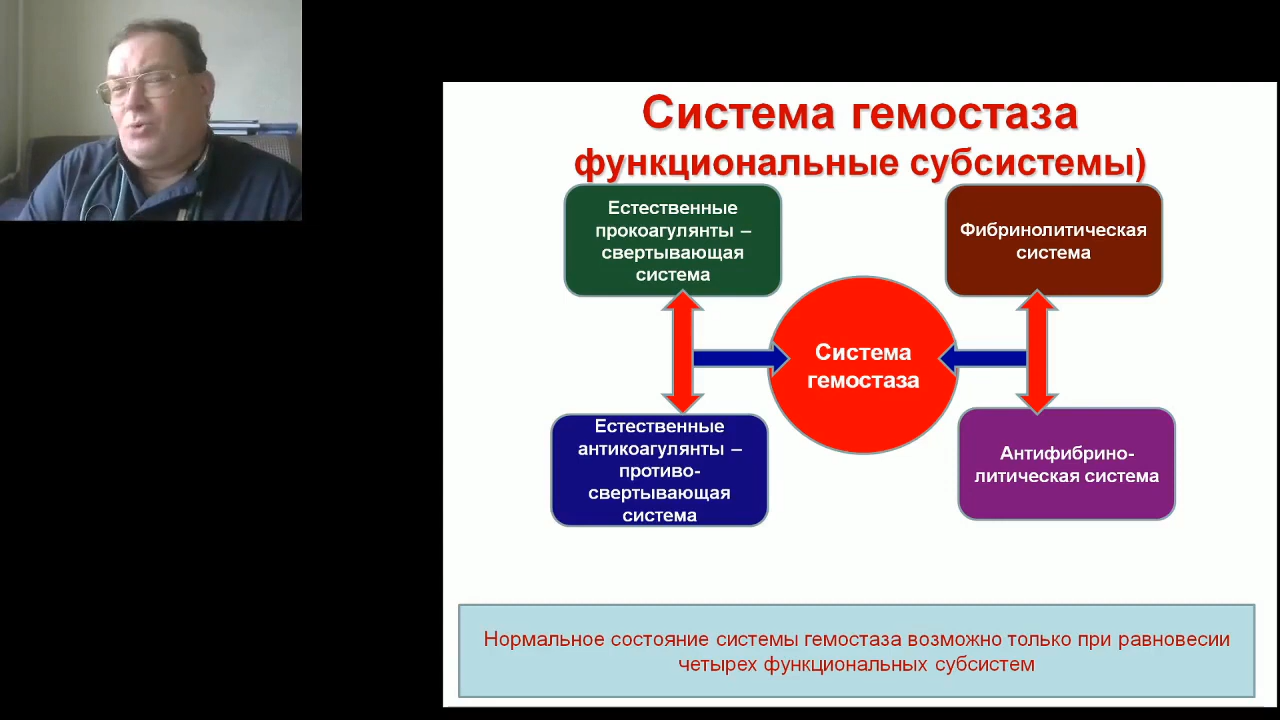 Система гемостаза
функциональные субсистемы)
Естественные
прокоагулянты –
свертывающая
система
Фибринолитическая
система
Система
гемостаза
Естественные
антикоагулянты –
противо-
свертывающая
система
Антифибрино-
литическая система
Нормальное состояние системы гемостаза возможно только при равновесии
четырех функциональных субсистем